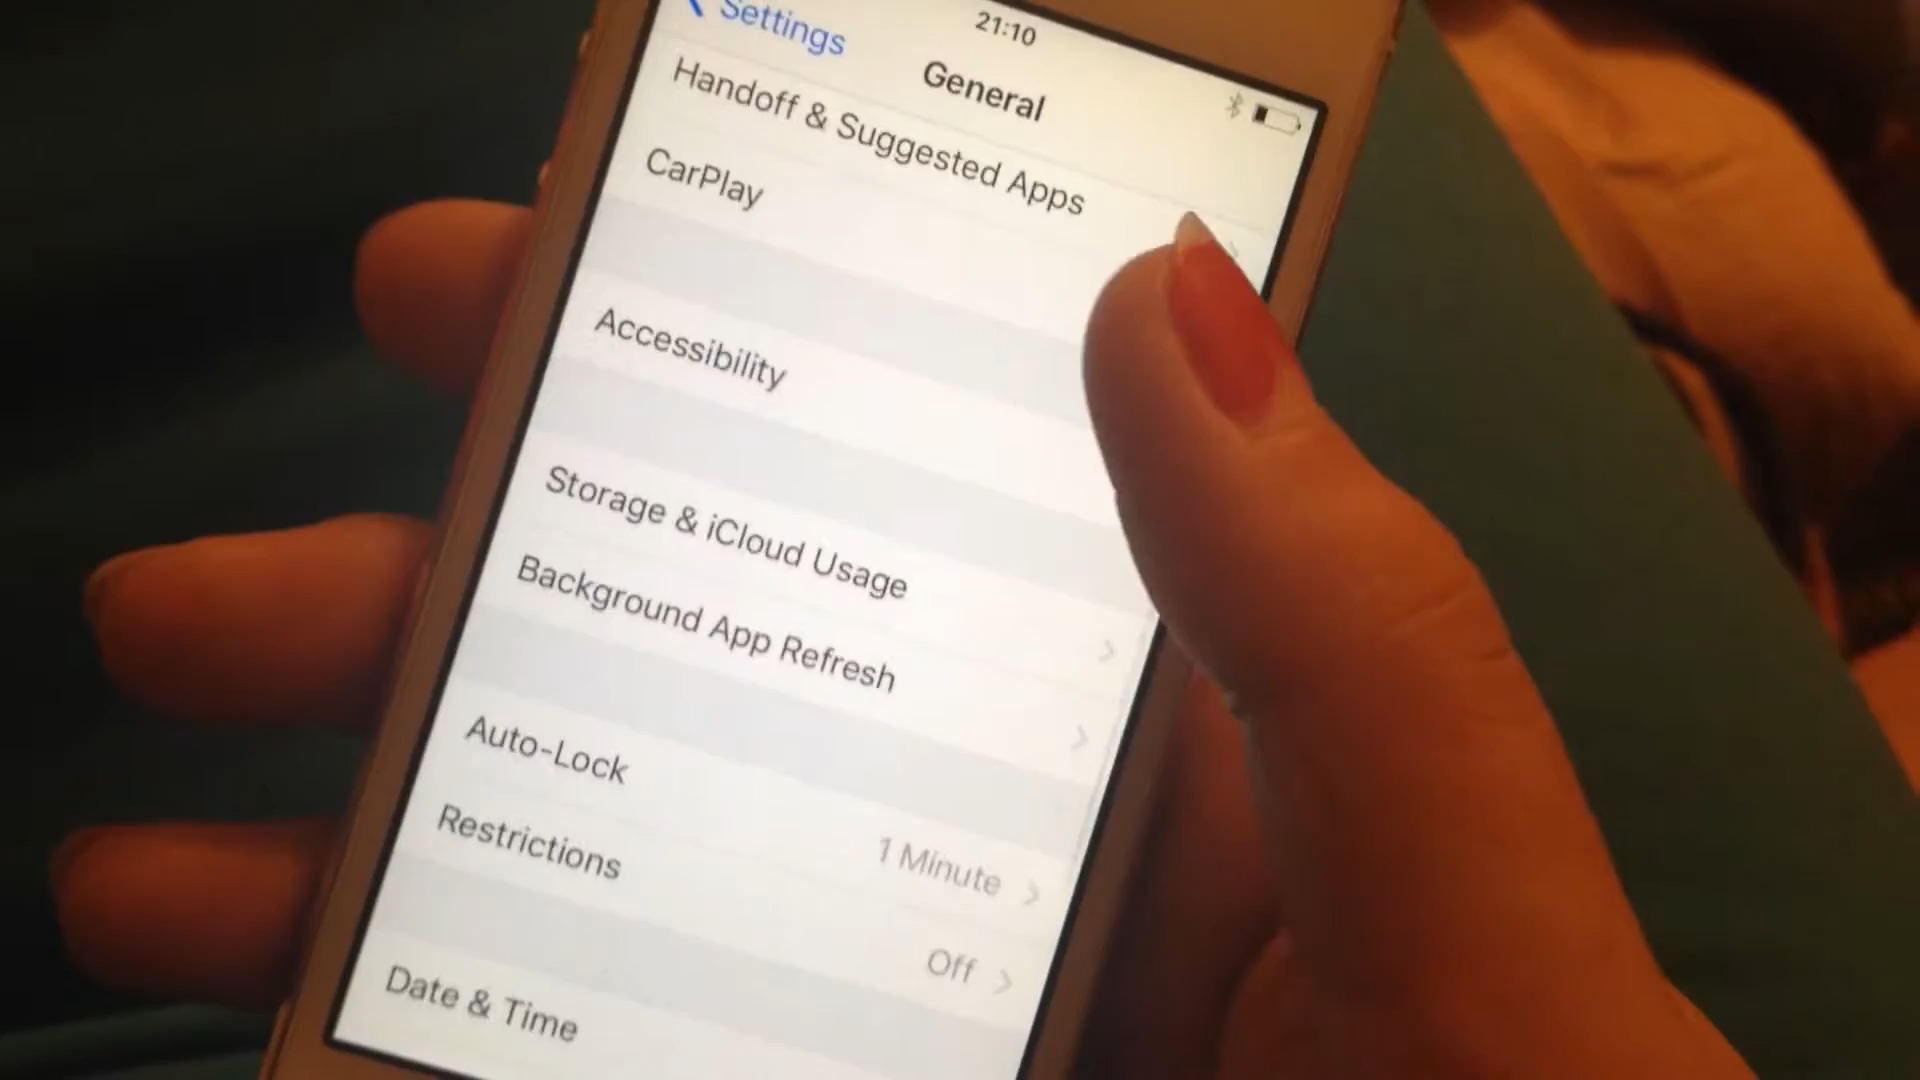 Settings
21:10
General
Handoff & Suggested Apps
CarPlay
Accessibility
Storage & iCloud Usage
Background App Refresh
Auto-Lock
1 Minute
Restrictions
Off
Date & Time